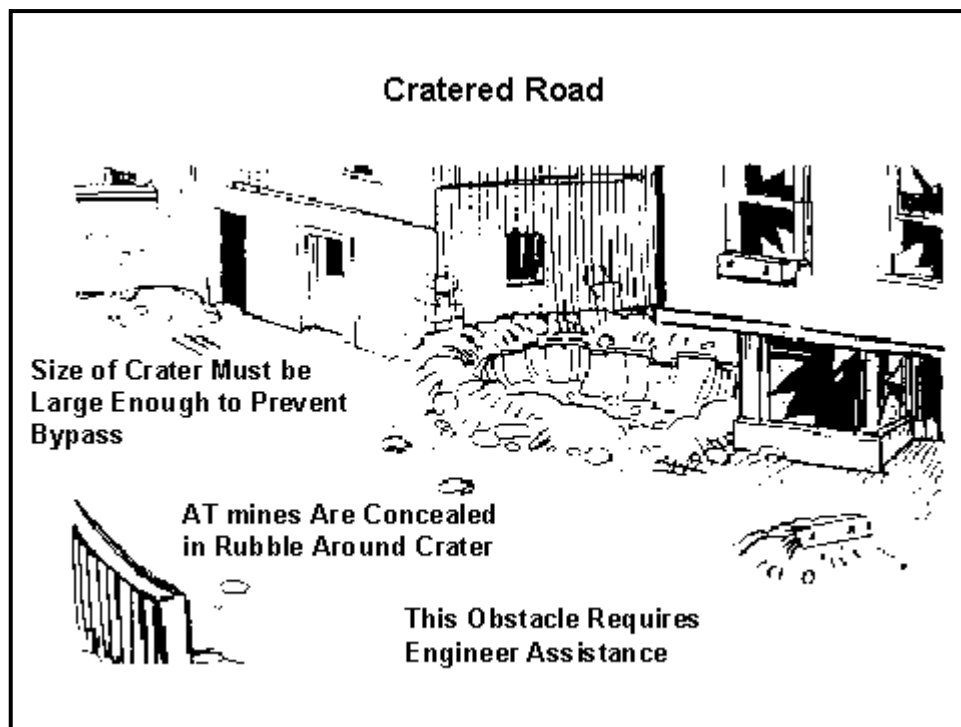 Cratered Road
Size of Crater Must be
Large Enough to Prevent
Bypass
AT mines Are Concealed
in Rubble Around Crater
This Obstacle Requires
Engineer Assistance